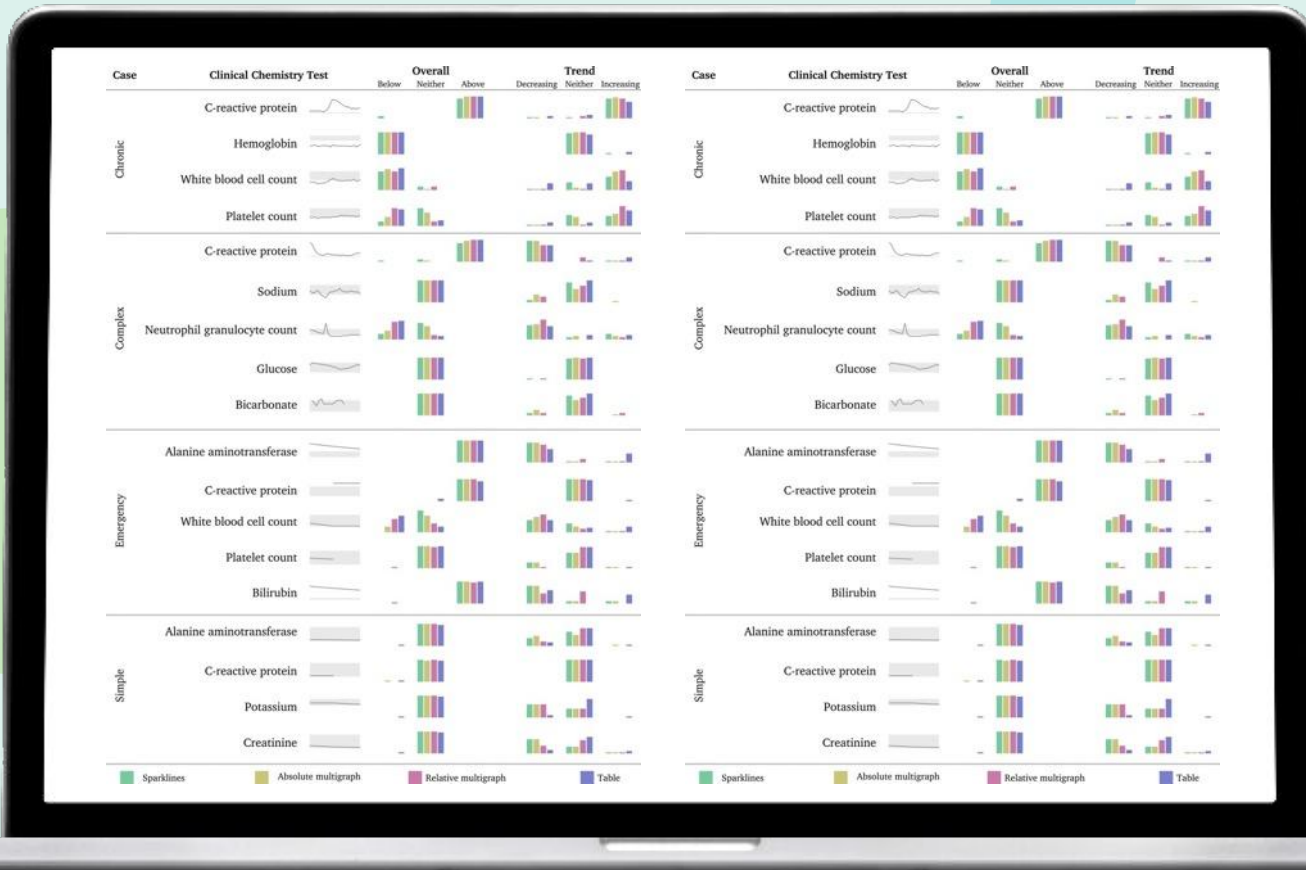 Case Clinical Chemistry Test Overall Trend
Below Neither Above Decreasing Neither Increasing
Chronic
C-reactive protein
Hemoglobin
White blood cell count
Platelet count
Complex
C-reactive protein
Sodium
Neutrophil granulocyte count
Glucose
Bicarbonate
Emergency
Alanine aminotransferase
C-reactive protein
White blood cell count
Platelet count
Bilirubin
Simple
Alanine aminotransferase
C-reactive protein
Potassium
Creatinine
Sparklines Absolute multigraph Relative multigraph Table
Case Clinical Chemistry Test Overall Trend
Below Neither Above Decreasing Neither Increasing
Chronic
C-reactive protein
Hemoglobin
White blood cell count
Platelet count
Complex
C-reactive protein
Sodium
Neutrophil granulocyte count
Glucose
Bicarbonate
Emergency
Alanine aminotransferase
C-reactive protein
White blood cell count
Platelet count
Bilirubin
Simple
Alanine aminotransferase
C-reactive protein
Potassium
Creatinine
Sparklines Absolute multigraph Relative multigraph Table